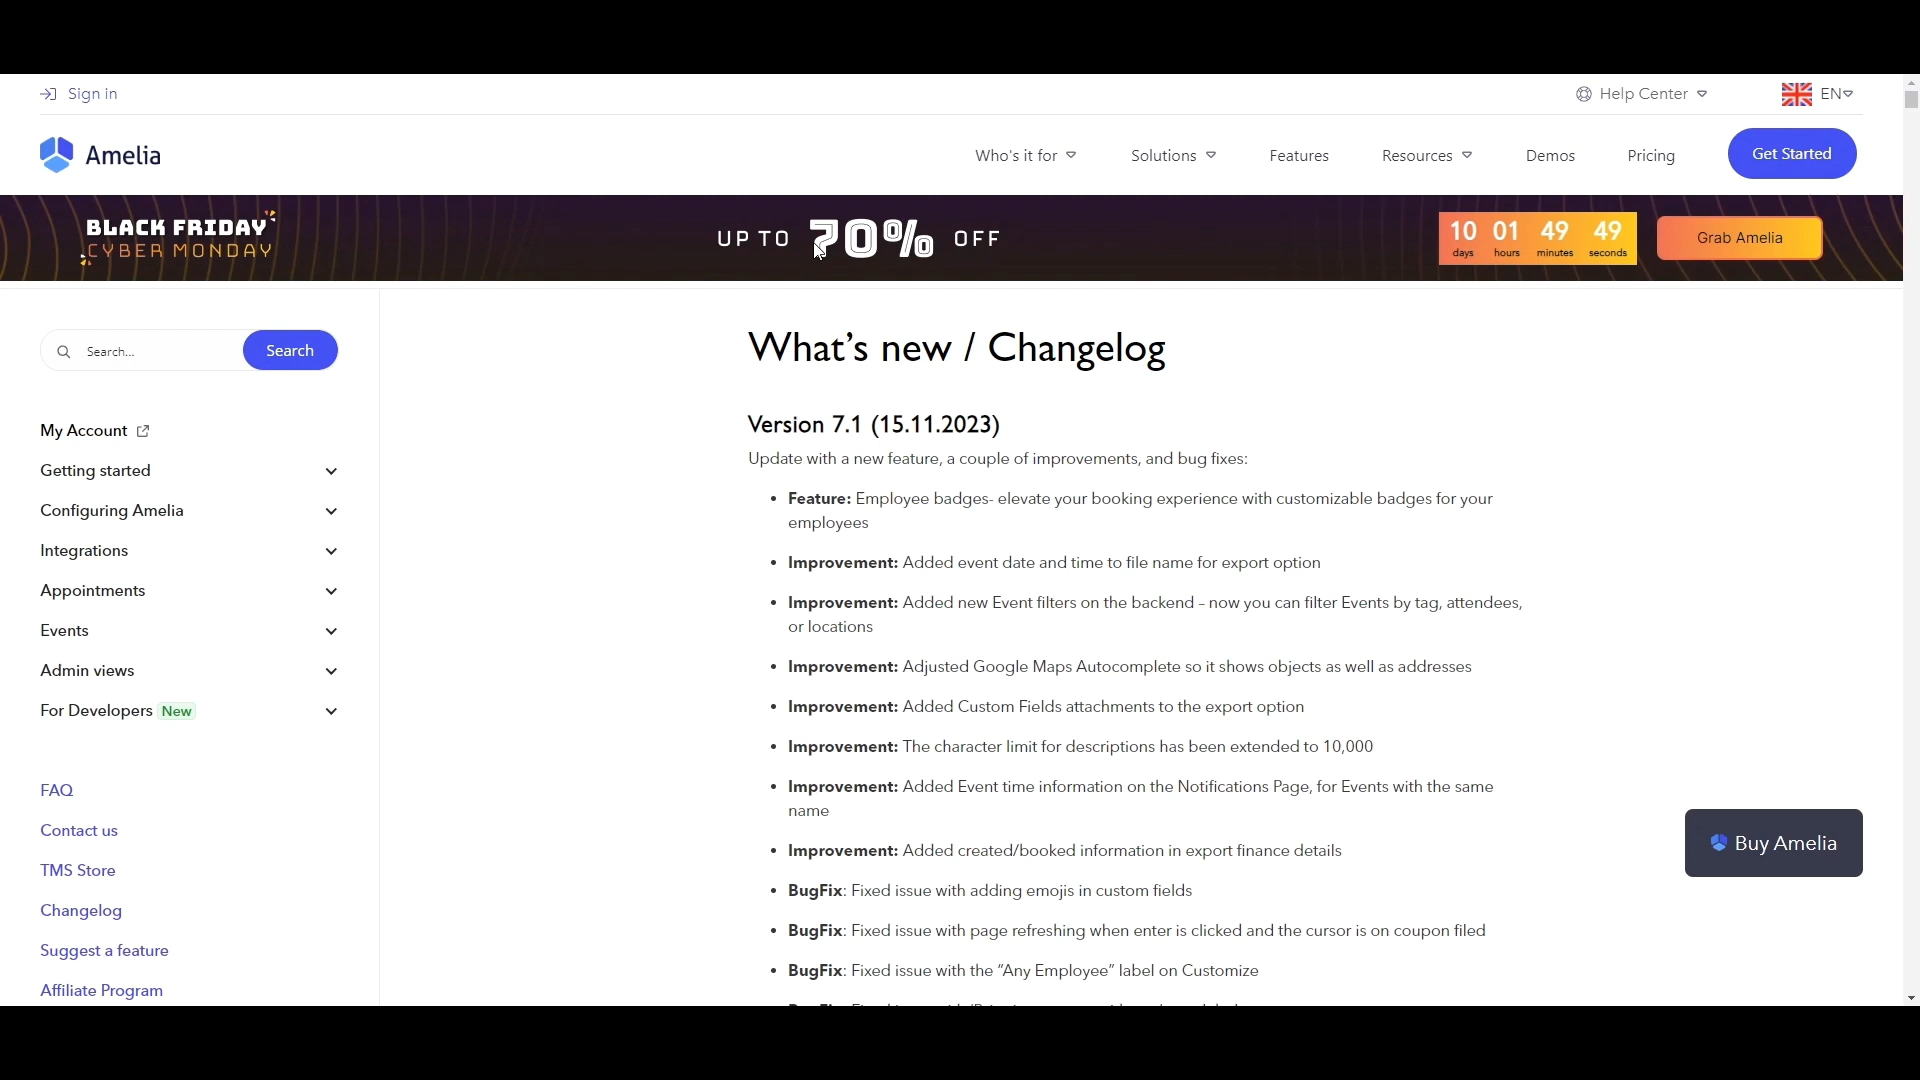 Sign in
Help Center
EN
Amelia
Who's it for
Solutions
Features
Resources
Demos
Pricing
Get Started
BLACK FRIDAY
CYBER MONDAY
UP TO 70% OFF
10 01 49 49
days hours minutes seconds
Grab Amelia
Search...
Search
My Account
Getting started
Configuring Amelia
Integrations
Appointments
Events
Admin views
For Developers New
FAQ
Contact us
TMS Store
Changelog
Suggest a feature
Affiliate Program
What’s new / Changelog
Version 7.1 (15.11.2023)
Update with a new feature, a couple of improvements, and bug fixes:
• Feature: Employee badges- elevate your booking experience with customizable badges for your
employees
• Improvement: Added event date and time to file name for export option
• Improvement: Added new Event filters on the backend – now you can filter Events by tag, attendees,
or locations
• Improvement: Adjusted Google Maps Autocomplete so it shows objects as well as addresses
• Improvement: Added Custom Fields attachments to the export option
• Improvement: The character limit for descriptions has been extended to 10,000
• Improvement: Added Event time information on the Notifications Page, for Events with the same
name
• Improvement: Added created/booked information in export finance details
• BugFix: Fixed issue with adding emojis in custom fields
• BugFix: Fixed issue with page refreshing when enter is clicked and the cursor is on coupon filed
• BugFix: Fixed issue with the “Any Employee” label on Customize
Buy Amelia